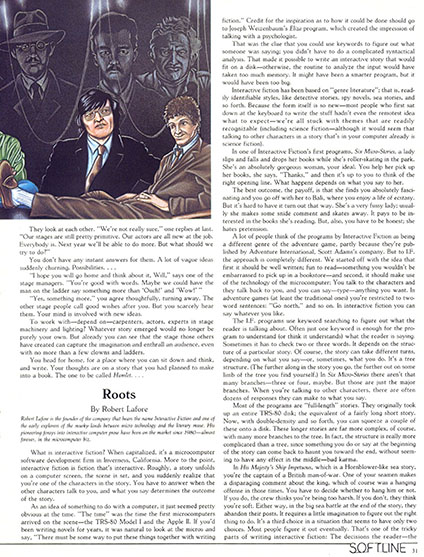 They look at each other. "We're not really sure," one replies at last.
"Our stages are still pretty primitive. Our actors are all new at the job.
Everybody is. Next year we'll be able to do more. But what should we
try to do?"
You don't have any instant answers for them. A lot of vague ideas
suddenly churning. Possibilities. . . .
"I hope you will go home and think about it, Will," says one of the
stage managers. "You're good with words. Maybe we could have the
man on the ladder say something more than 'Ouch!' and 'Wow!' "
"Yes, something more," you agree thoughtfully, turning away. The
other stage people call good wishes after you. But you scarcely hear
them. Your mind is involved with new ideas.
To work with—depend on—carpenters, actors, experts in stage
machinery and lighting? Whatever story emerged would no longer be
purely your own. But already you can see that the stage those others
have created can capture the imagination and enthrall an audience, even
with no more than a few clowns and ladders.
You head for home, for a place where you can sit down and think,
and write. Your thoughts are on a story that you had planned to make
into a book. The one to be called Hamlet. . . .
Roots
By Robert Lafore
Robert Lafore is the founder of the company that bears the name Interactive Fiction and one of
the early explorers of the murky lands between micro technology and the literary muse. His
pioneering forays into interactive computer prose have been on the market since 1980—almost
forever, in the microcomputer biz.
What is interactive fiction? When capitalized, it's a microcomputer
software development firm in Inverness, California. More to the point,
interactive fiction is fiction that's interactive. Roughly, a story unfolds
on a computer screen, the scene is set, and you suddenly realize that
you're one of the characters in the story. You have to answer when the
other characters talk to you, and what you say determines the outcome
of the story.
As an idea of something to do with a computer, it just seemed pretty
obvious at the time. "The time" was the time the first microcomputers
arrived on the scene—the TRS-80 Model I and the Apple II. If you'd
been writing novels for years, it was natural to look at the micros and
say, "There must be some way to put these things together with writing
fiction." Credit for the inspiration as to how it could be done should go
to Joseph Weizenbaum's Eliza program, which created the impression of
talking with a psychologist.
That was the clue that you could use keywords to figure out what
someone was saying; you didn't have to do a complicated syntactical
analysis. That made it possible to write an interactive story that would
fit on a disk—otherwise, the routine to analyze the input would have
taken too much memory. It might have been a smarter program, but it
would have been too big.
Interactive fiction has been based on "genre literature"; that is, read-
ily identifiable styles, like detective stories, spy novels, sea stories, and
so forth. Because the form itself is so new—most people who first sat
down at the keyboard to write the stuff hadn't even the remotest idea
what to expect—we're all stuck with themes that are readily
recognizable (including science fiction—although it would seem that
talking to other characters in a story that's in your computer already is
science fiction).
In one of Interactive Fiction's first programs, Six Micro-Stories, a lady
slips and falls and drops her books while she's roller-skating in the park.
She's an absolutely gorgeous woman, your ideal. You help her pick up
her books, she says, "Thanks," and then it's up to you to think of the
right opening line. What happens depends on what you say to her.
The best outcome, the payoff, is that she finds you absolutely fasci-
nating and you go off with her to Bali, where you enjoy a life of ecstasy.
But it's hard to have it turn out that way. She's a very fussy lady; usual-
ly she makes some snide comment and skates away. It pays to be in-
terested in the books she's reading. But, also, you have to be honest; she
hates pretension.
A lot of people think of the programs by Interactive Fiction as being
a different genre of the adventure game, partly because they're pub-
lished by Adventure International, Scott Adams's company. But to I.F.
the approach is completely different. We started off with the idea that
first it should be well written; fun to read—something you wouldn't be
embarrassed to pick up in a bookstore—and second, it should make use
of the technology of the microcomputer: You talk to the characters and
they talk back to you, and you can say—type—anything you want. In
adventure games (at least the traditional ones) you're restricted to two-
word sentences: "Go north," and so on. In interactive fiction you can
say whatever you like.
The I.F. programs use keyword searching to figure out what the
reader is talking about. Often just one keyword is enough for the pro-
gram to understand (or think it understands) what the reader is saying.
Sometimes it has to check two or three words. It depends on the struc-
ture of a particular story. Of course, the story can take different turns,
depending on what you say—or, sometimes, what you do. It's a tree
structure. (The further along in the story you go, the further out on some
limb of the tree you find yourself.) In Six Micro-Stories there aren't that
many branches—three or four, maybe. But those are just the major
branches. When you're talking to other characters, there are often
dozens of responses they can make to what you say.
Most of the programs are "full-length" stories. They originally took
up an entire TRS-80 disk; the equivalent of a fairly long short story.
Now, with double-density and so forth, you can squeeze a couple of
these onto a disk. These longer stories are far more complex, of course,
with many more branches to the tree. In fact, the structure is really more
complicated than a tree, since something you do or say at the beginning
of the story can come back to haunt you toward the end, without seem-
ing to have any effect in the middle—bad karma.
In His Majesty's Ship Impetuous, which is a Hornblower-like sea story,
you're the captain of a British man-of-war. One of your seamen makes
a disparaging comment about the king, which of course was a hanging
offense in those times. You have to decide whether to hang him or not.
If you do, the crew thinks you're being too harsh. If you don't, they think
you're soft. Either way, in the big sea battle at the end of the story, they
abandon their posts. It requires a little imagination to figure out the right
thing to do. It's a third choice in a situation that seems to have only two
choices. Most people figure it out eventually. That's one of the tricky
parts of writing interactive fiction: The decisions the reader—the
SOFTLINE 31